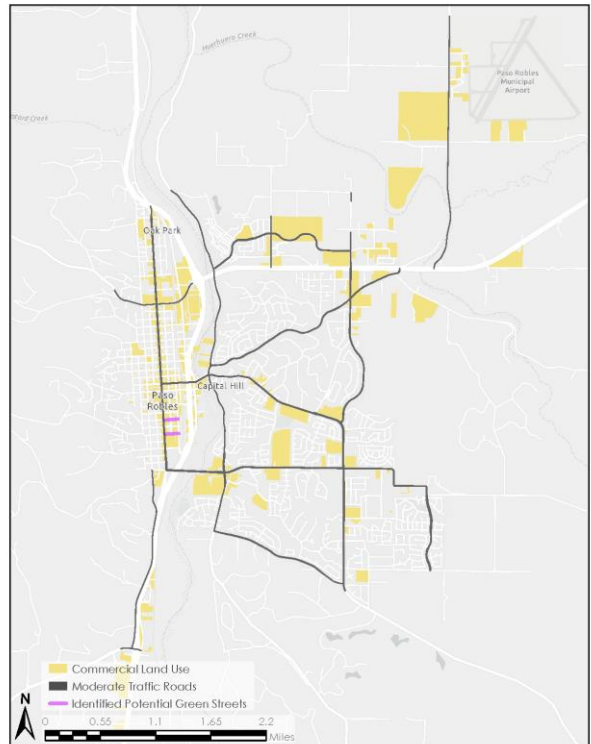 Huerhuero Creek
Paso Robles
Municipal
Airport
Creek
Oak Park
Capital Hill
Paso
Robles
Commercial Land Use
Moderate Traffic Roads
Identified Potential Green Streets
N
0 0.55 1.1 1.65 2.2
Miles